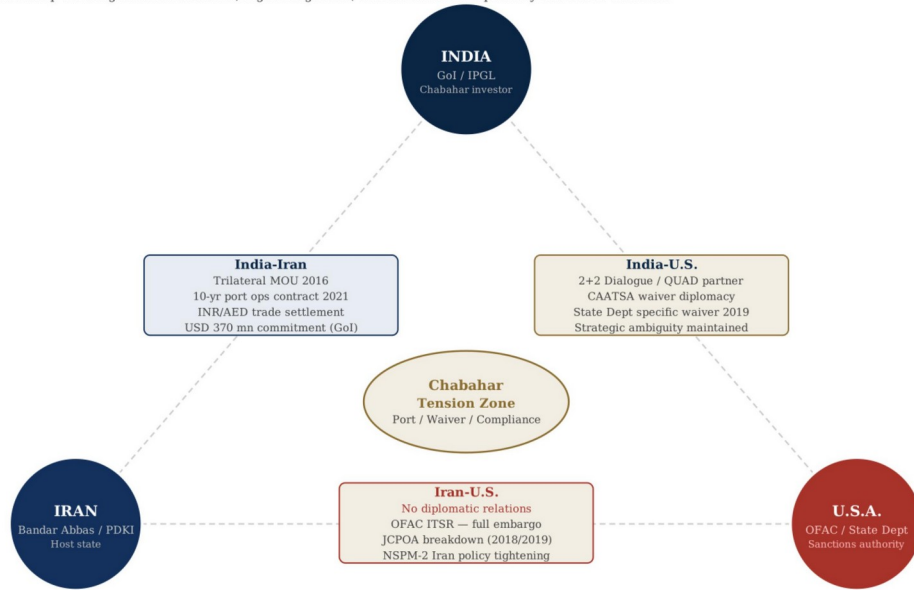 INDIA
GoI / IPGL
Chabahar investor
India-Iran
Trilateral MOU 2016
10-yr port ops contract 2021
INR/AED trade settlement
USD 370 mn commitment (GoI)
India-U.S.
2+2 Dialogue / QUAD partner
CAATSA waiver diplomacy
State Dept specific waiver 2019
Strategic ambiguity maintained
Chabahar
Tension Zone
Port / Waiver / Compliance
IRAN
Bandar Abbas / PDKI
Host state
Iran-U.S.
No diplomatic relations
OFAC ITSR — full embargo
JCPOA breakdown (2018/2019)
NSPM-2 Iran policy tightening
U.S.A.
OFAC / State Dept
Sanctions authority